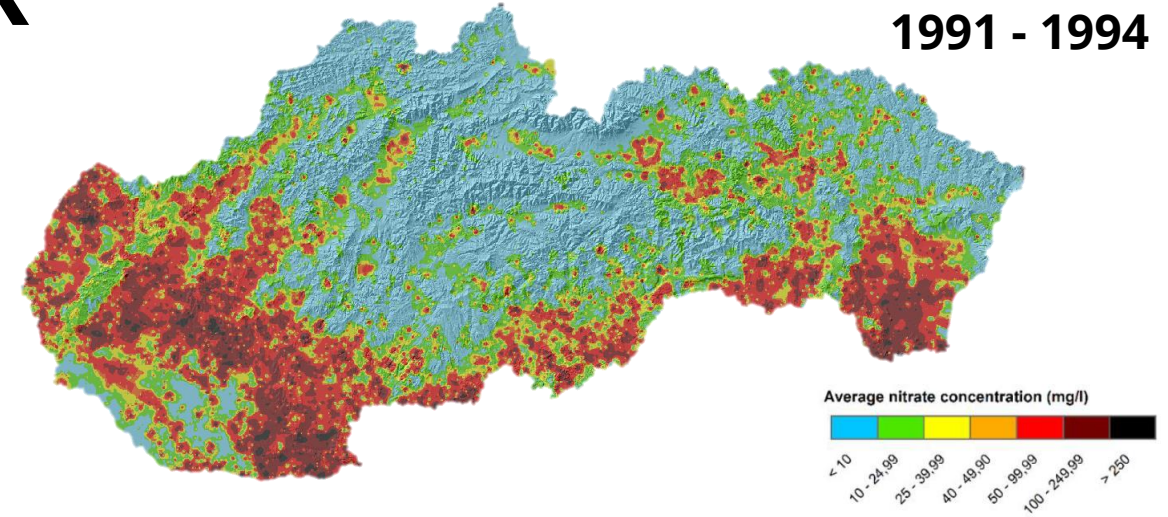 1991 - 1994
Average nitrate concentration (mg/l)
< 10
10 - 24,99
25 - 39,99
40 - 49,90
50 - 99,99
100 - 249,99
> 250